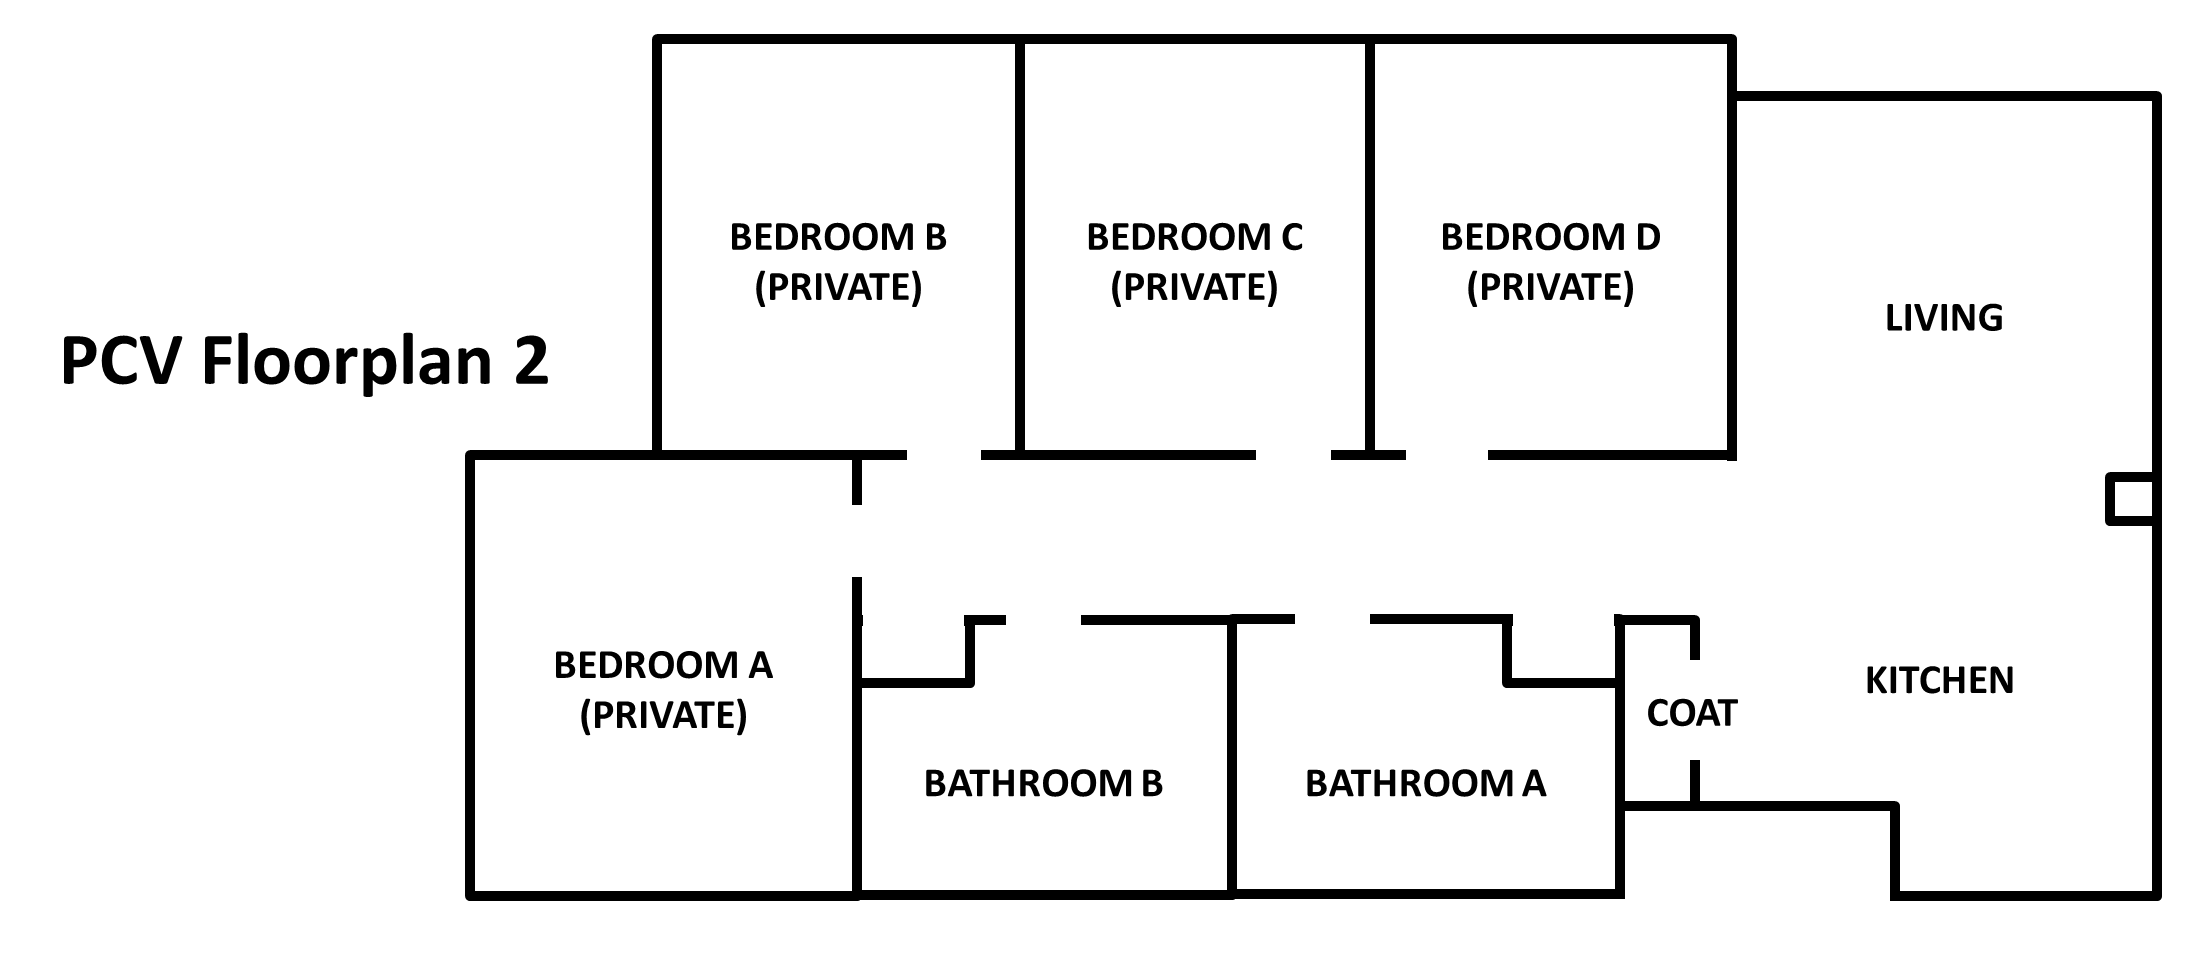 PCV Floorplan 2
BEDROOM B
(PRIVATE)
BEDROOM C
(PRIVATE)
BEDROOM D
(PRIVATE)
LIVING
BEDROOM A
(PRIVATE)
BATHROOM B
BATHROOM A
COAT
KITCHEN